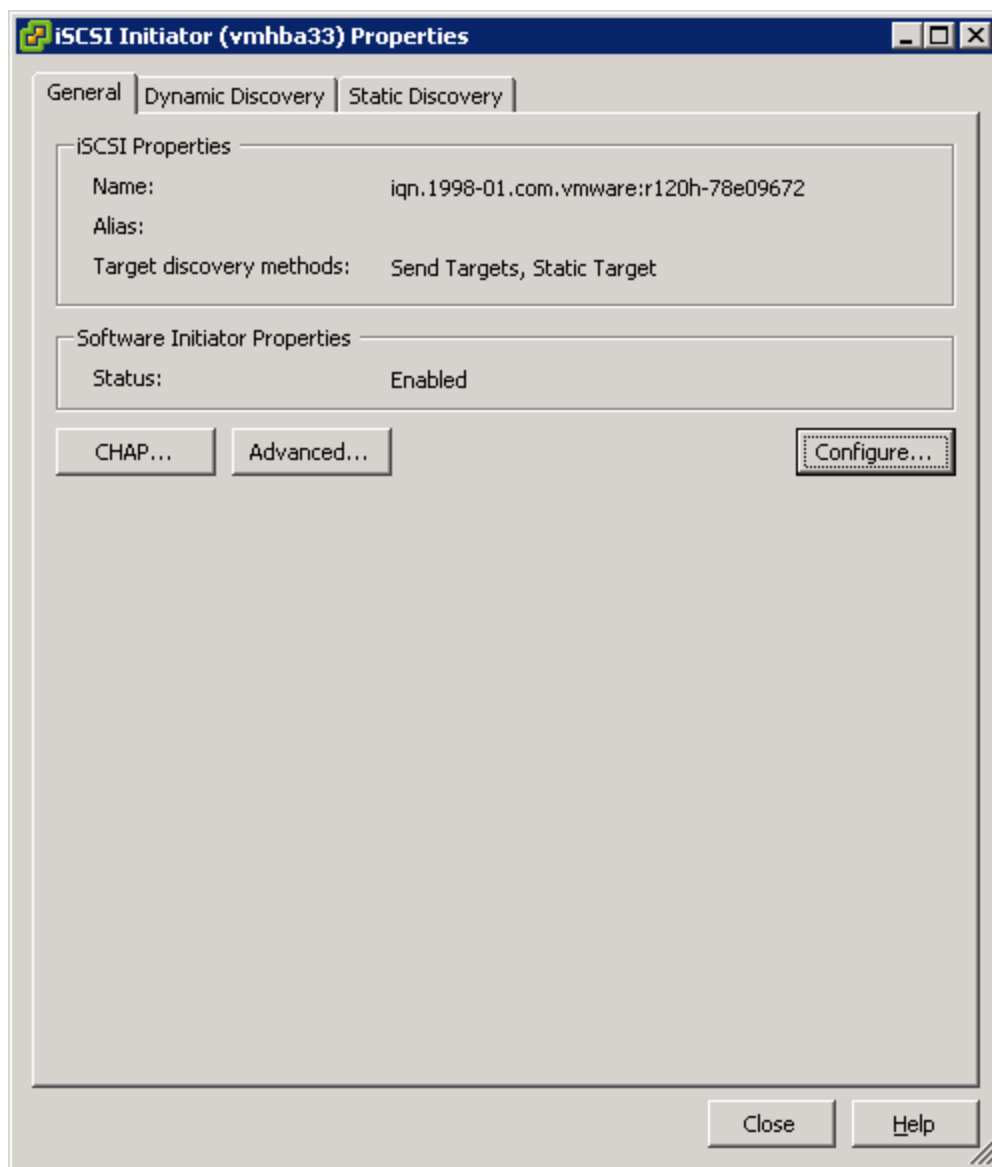 iSCSI Initiator (vmhba33) Properties
General Dynamic Discovery Static Discovery
iSCSI Properties
Name: iqn.1998-01.com.vmware:r120h-78e09672
Alias:
Target discovery methods: Send Targets, Static Target
Software Initiator Properties
Status: Enabled
CHAP... Advanced... Configure...
Close Help